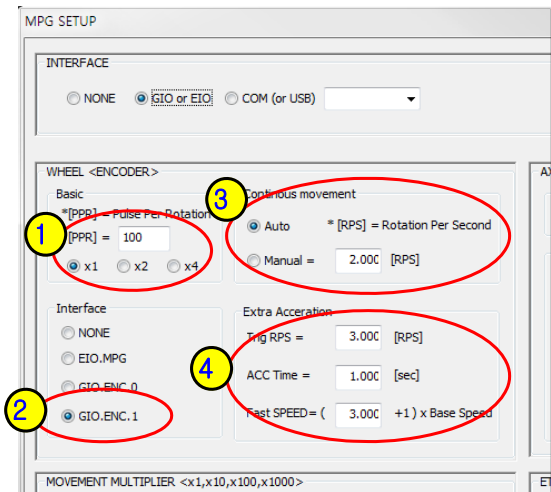 MPG SETUP
INTERFACE
NONE GIO or EIO COM (or USB)
WHEEL <ENCODER>
Basic
*[PPR] = Pulse Per Rotation
1
[PPR] = 100
x1 x2 x4
3
Continous movement
Auto * [RPS] = Rotation Per Second
Manual = 2.000 [RPS]
Interface
NONE
EIO.MPG
GIO.ENC.0
2
GIO.ENC.1
Extra Acceration
Trig RPS = 3.000 [RPS]
4
ACC Time = 1.000 [sec]
Fast SPEED= ( 3.000 +1 ) x Base Speed
MOVEMENT MULTIPLIER <x1,x10,x100,x1000>